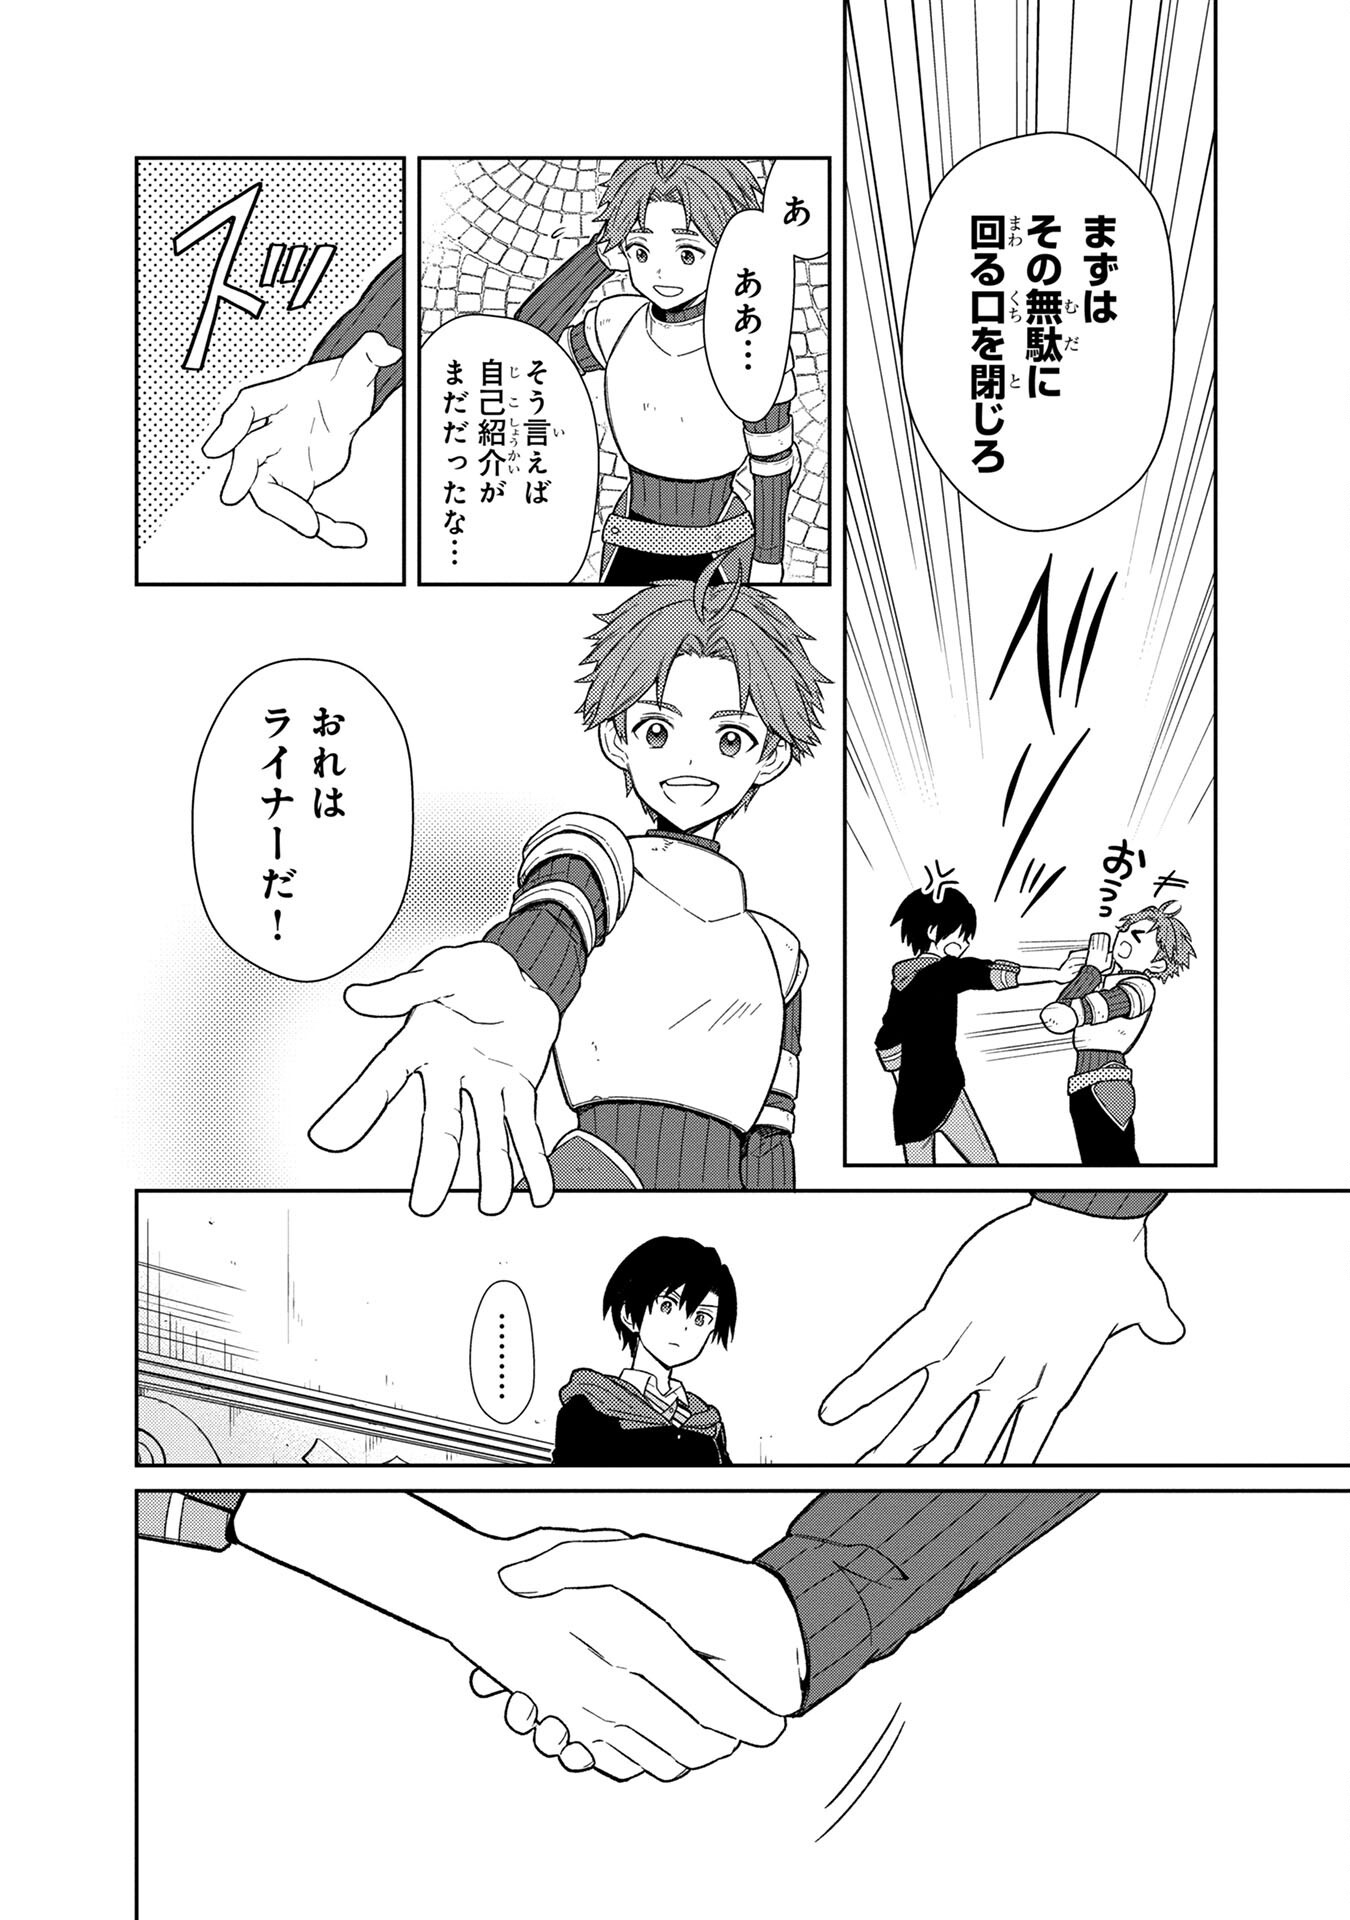 まずは
その無駄に
回る口を閉じろ
おうっ
あ
ああ…
そう言えば
自己紹介が
まだだったな…
スッ
おれは
ライナーだ！
………